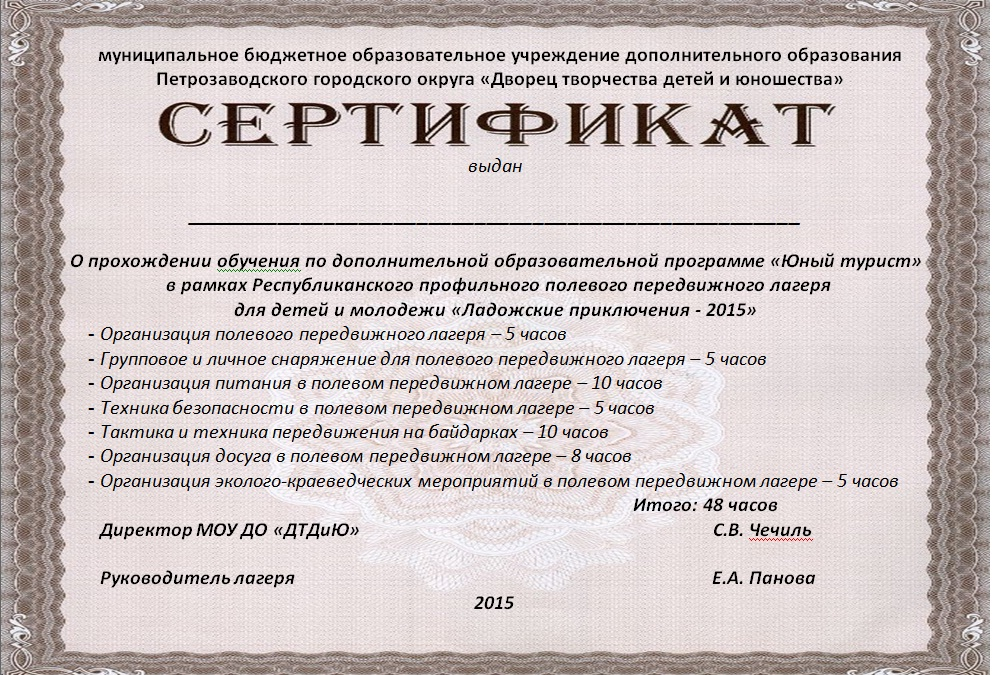 муниципальное бюджетное образовательное учреждение дополнительного образования
Петрозаводского городского округа «Дворец творчества детей и юношества»
СЕРТИФИКАТ
выдан
О прохождении обучения по дополнительной образовательной программе «Юный турист»
в рамках Республиканского профильного полевого передвижного лагеря
для детей и молодежи «Ладожские приключения - 2015»
- Организация полевого передвижного лагеря – 5 часов
- Групповое и личное снаряжение для полевого передвижного лагеря – 5 часов
- Организация питания в полевом передвижном лагере – 10 часов
- Техника безопасности в полевом передвижном лагере – 5 часов
- Тактика и техника передвижения на байдарках – 10 часов
- Организация досуга в полевом передвижном лагере – 8 часов
- Организация эколого-краеведческих мероприятий в полевом передвижном лагере – 5 часов
Итого: 48 часов
Директор МОУ ДО «ДТДиЮ» С.В. Чечиль
Руководитель лагеря Е.А. Панова
2015